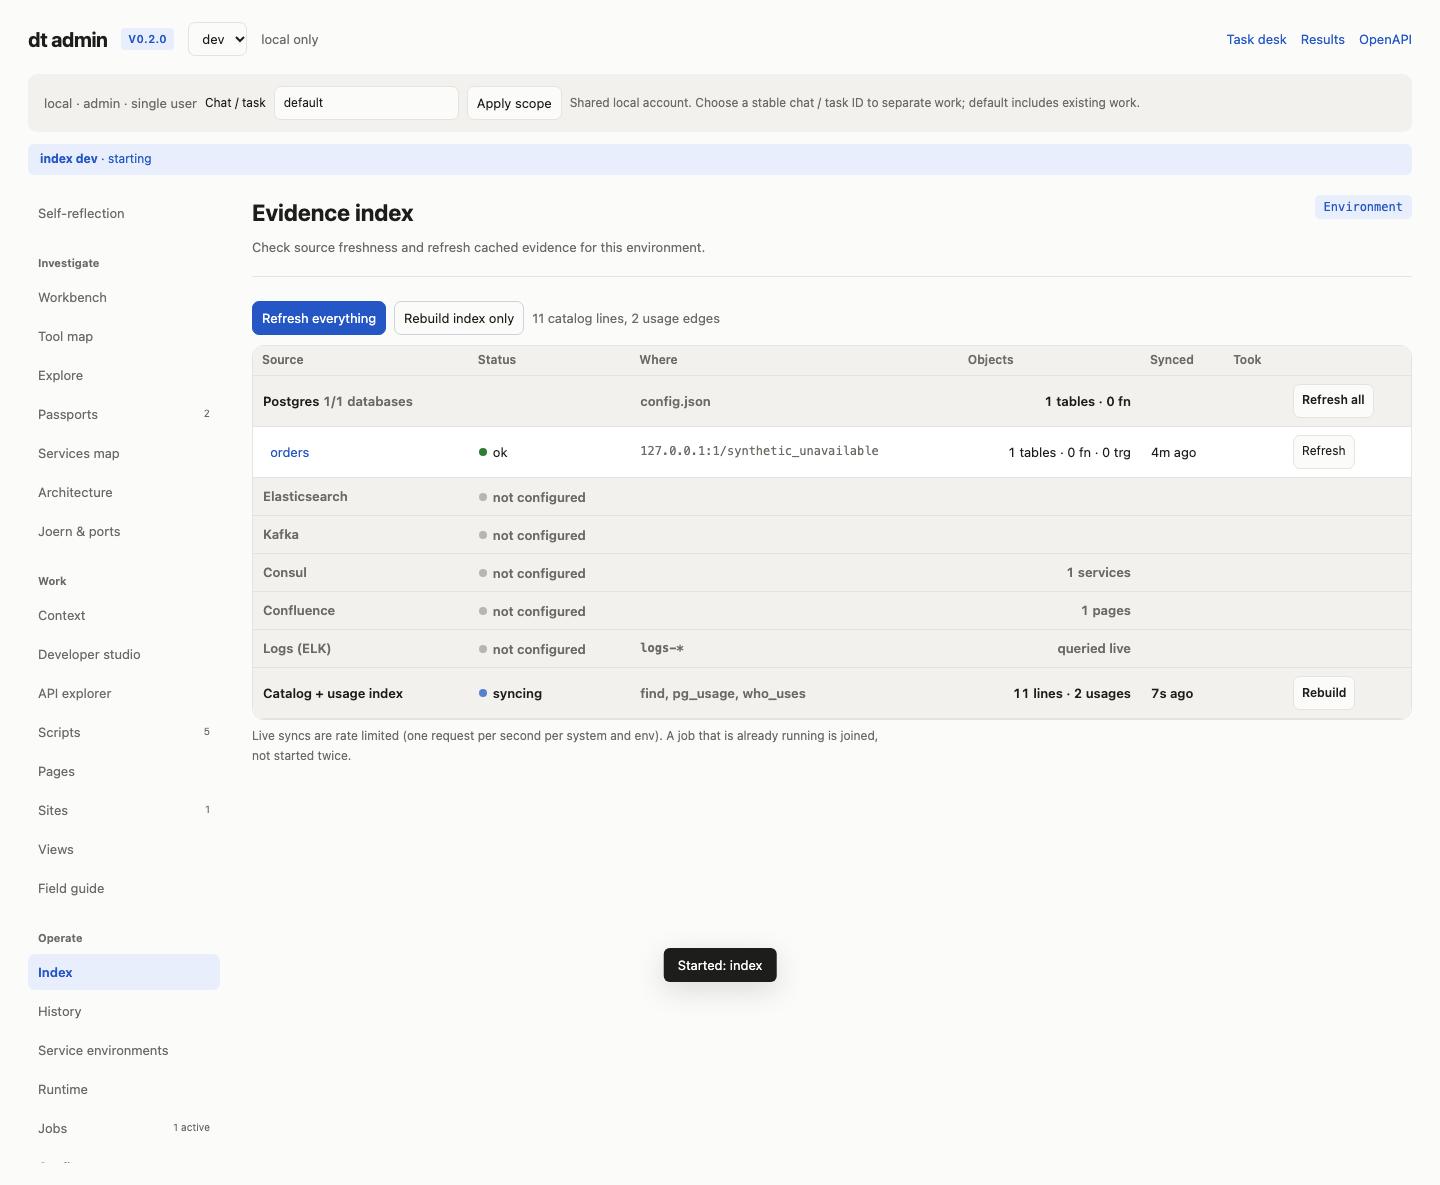 dt admin V0.2.0 dev local only Task desk Results OpenAPI
local · admin · single user Chat / task default Apply scope Shared local account. Choose a stable chat / task ID to separate work; default includes existing work.
index dev · starting
Self-reflection
Investigate
Workbench
Tool map
Explore
Passports 2
Services map
Architecture
Joern & ports
Work
Context
Developer studio
API explorer
Scripts 5
Pages
Sites 1
Views
Field guide
Operate
Index
History
Service environments
Runtime
Jobs 1 active
Evidence index Environment
Check source freshness and refresh cached evidence for this environment.
Refresh everything Rebuild index only 11 catalog lines, 2 usage edges
Source Status Where Objects Synced Took
Postgres 1/1 databases config.json 1 tables · 0 fn Refresh all
orders ok 127.0.0.1:1/synthetic_unavailable 1 tables · 0 fn · 0 trg 4m ago Refresh
Elasticsearch not configured
Kafka not configured
Consul not configured 1 services
Confluence not configured 1 pages
Logs (ELK) not configured logs-* queried live
Catalog + usage index syncing find, pg_usage, who_uses 11 lines · 2 usages 7s ago Rebuild
Live syncs are rate limited (one request per second per system and env). A job that is already running is joined,
not started twice.
Started: index